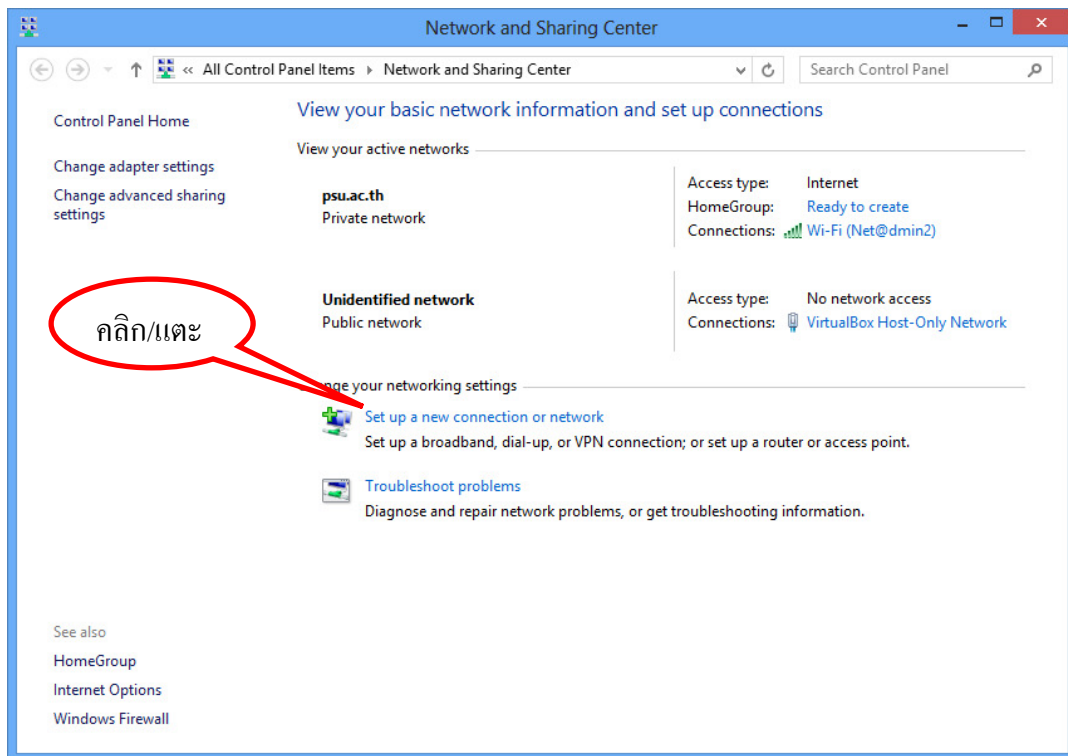 Network and Sharing Center
« All Control Panel Items Network and Sharing Center
Search Control Panel
Control Panel Home
Change adapter settings
Change advanced sharing
settings
See also
HomeGroup
Internet Options
Windows Firewall
View your basic network information and set up connections
View your active networks
psu.ac.th
Private network
Access type: Internet
HomeGroup: Ready to create
Connections: Wi-Fi (Net@dmin2)
Unidentified network
Public network
Access type: No network access
Connections: VirtualBox Host-Only Network
คลิก/แตะ
your networking settings
Set up a new connection or network
Set up a broadband, dial-up, or VPN connection; or set up a router or access point.
Troubleshoot problems
Diagnose and repair network problems, or get troubleshooting information.